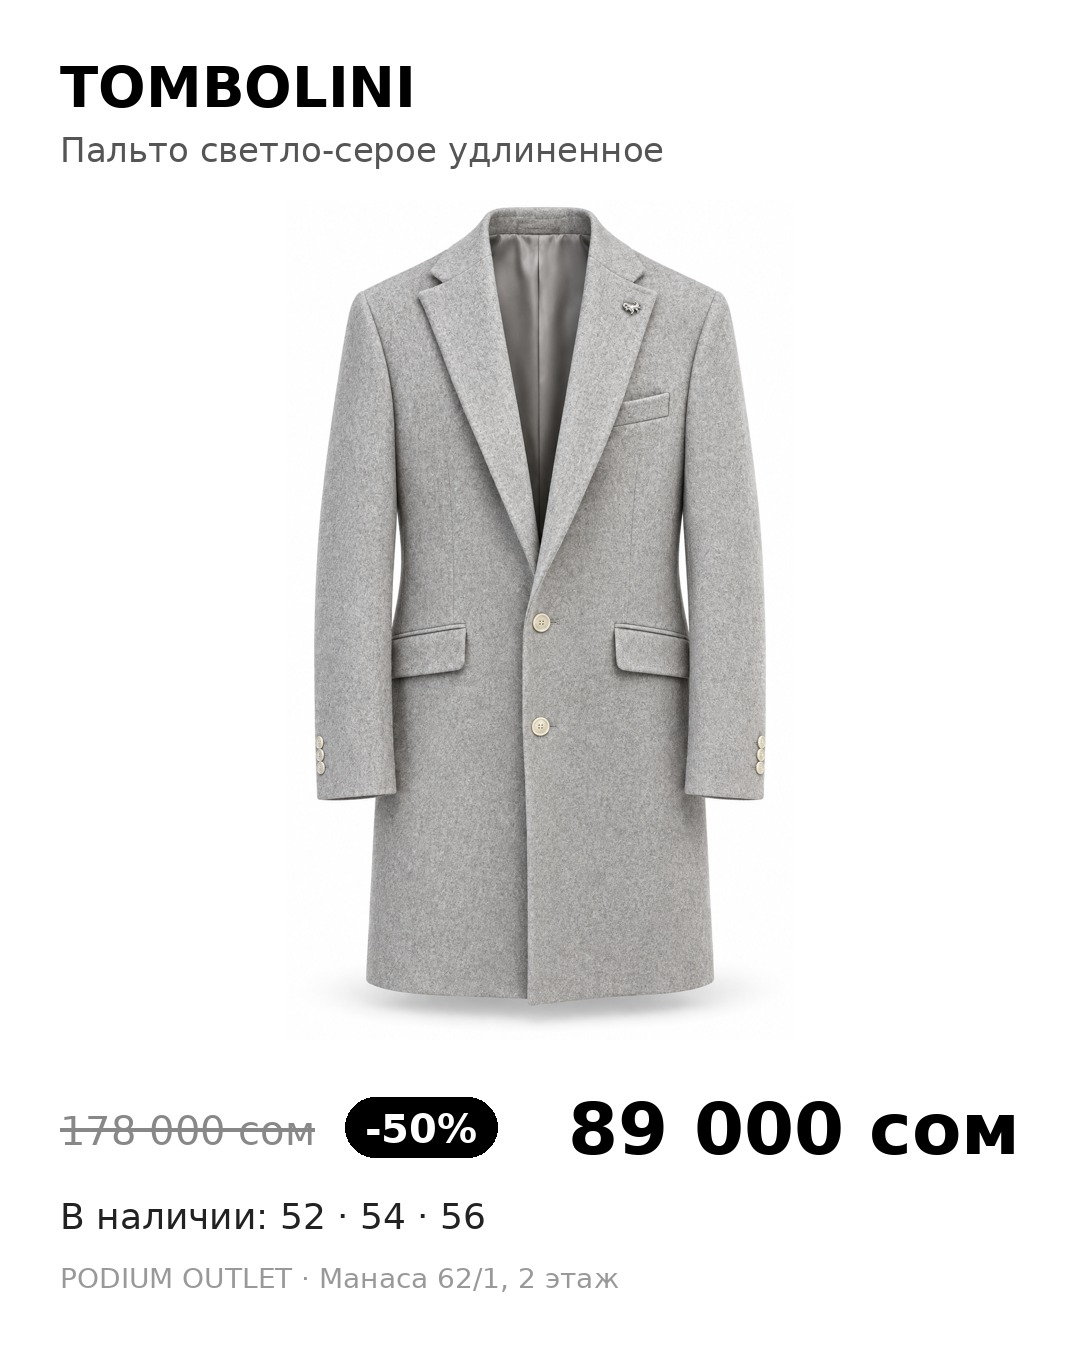 TOMBOLINI
Пальто светло-серое удлиненное
178 000 сом -50% 89 000 сом
В наличии: 52 · 54 · 56
PODIUM OUTLET · Манаса 62/1, 2 этаж